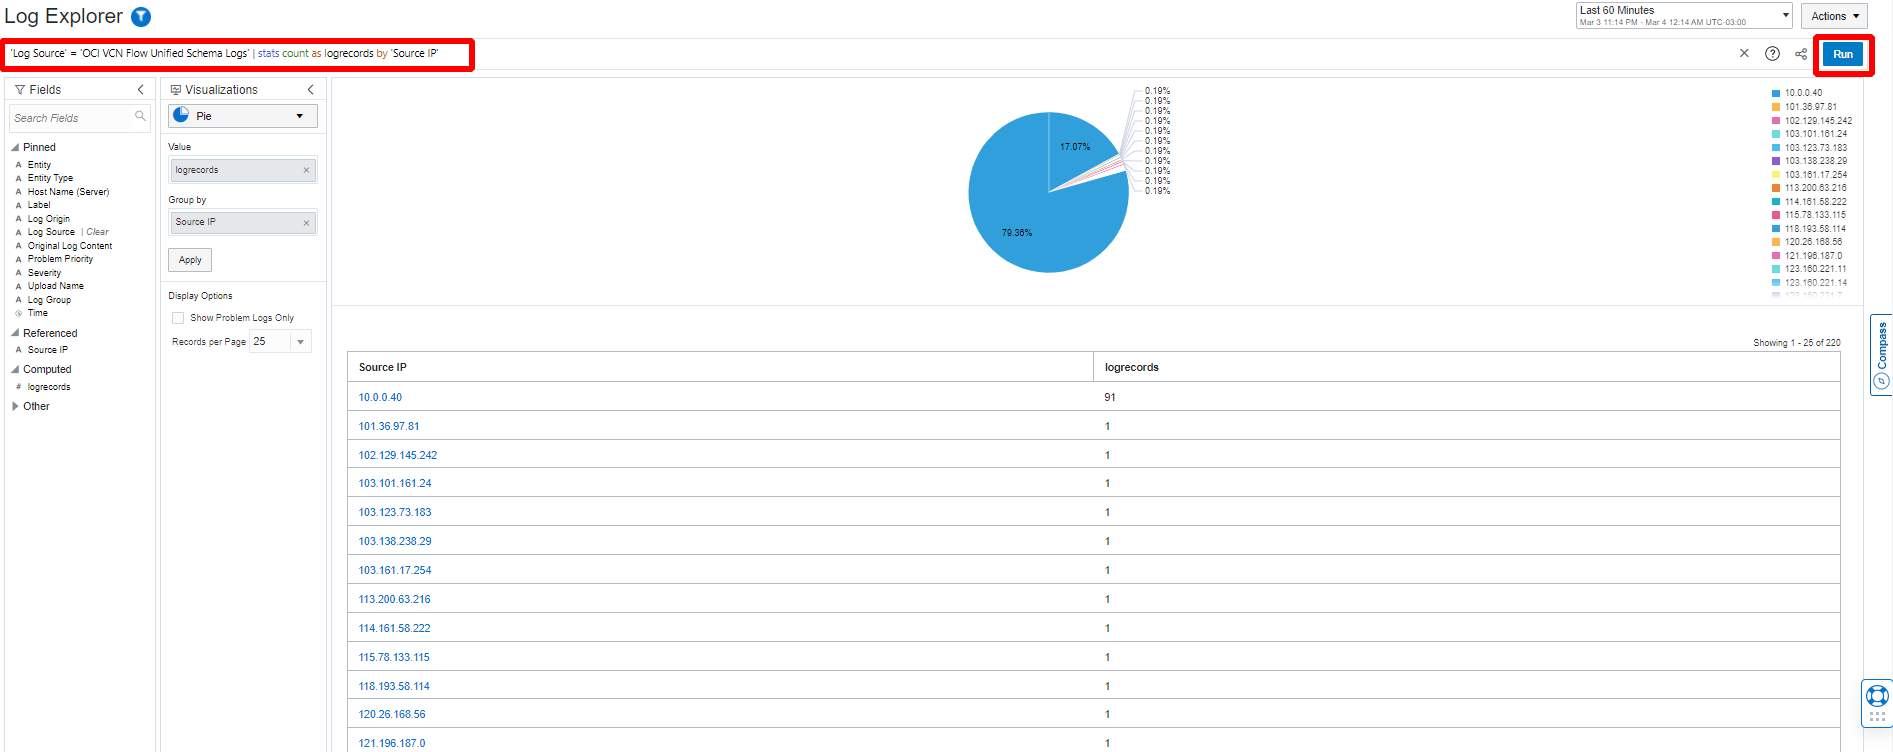 Log Explorer
Last 60 Minutes
Mar 3 11:14 PM - Mar 4 12:14 AM UTC-03:00
Actions
'Log Source' = 'OCI VCN Flow Unified Schema Logs' | stats count as logrecords by 'Source IP'
Run
Fields
Search Fields
Pinned
A Entity
A Entity Type
A Host Name (Server)
A Label
A Log Origin
A Log Source | Clear
A Original Log Content
A Problem Priority
A Severity
A Upload Name
A Log Group
Time
Referenced
A Source IP
Computed
# logrecords
Other
Visualizations
Pie
Value
logrecords
Group by
Source IP
Apply
Display Options
Show Problem Logs Only
Records per Page 25
17.07%
79.36%
0.19%
0.19%
0.19%
0.19%
0.19%
0.19%
0.19%
0.19%
0.19%
0.19%
0.19%
10.0.0.40
101.36.97.81
102.129.145.242
103.101.161.24
103.123.73.183
103.138.238.29
103.161.17.254
113.200.63.216
114.161.58.222
115.78.133.115
118.193.58.114
120.26.168.56
121.196.187.0
123.160.221.11
123.160.221.14
Compass
Showing 1 - 25 of 220
Source IP logrecords
10.0.0.40 91
101.36.97.81 1
102.129.145.242 1
103.101.161.24 1
103.123.73.183 1
103.138.238.29 1
103.161.17.254 1
113.200.63.216 1
114.161.58.222 1
115.78.133.115 1
118.193.58.114 1
120.26.168.56 1
121.196.187.0 1